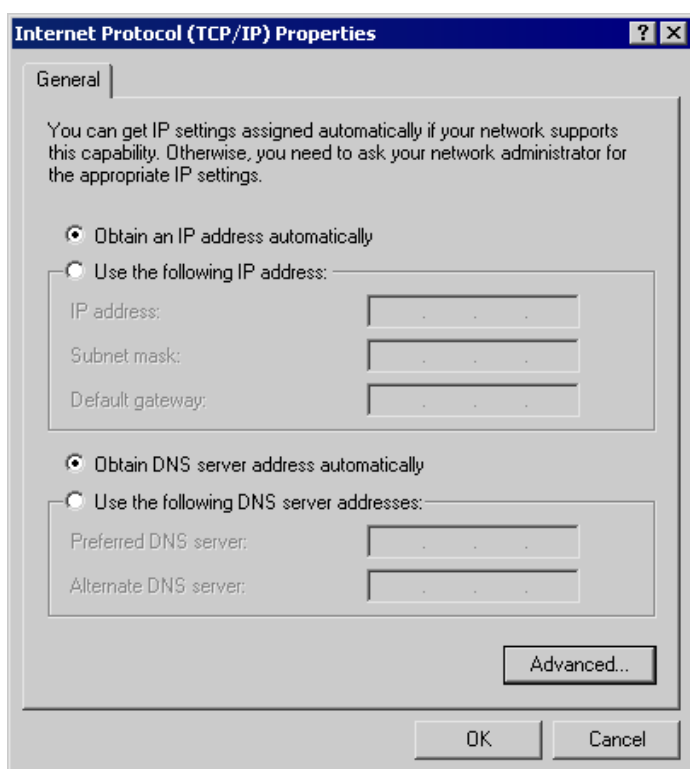 Internet Protocol (TCP/IP) Properties
General
You can get IP settings assigned automatically if your network supports
this capability. Otherwise, you need to ask your network administrator for
the appropriate IP settings.
Obtain an IP address automatically
Use the following IP address:
IP address:
Subnet mask:
Default gateway:
Obtain DNS server address automatically
Use the following DNS server addresses:
Preferred DNS server:
Alternate DNS server:
Advanced...
OK Cancel